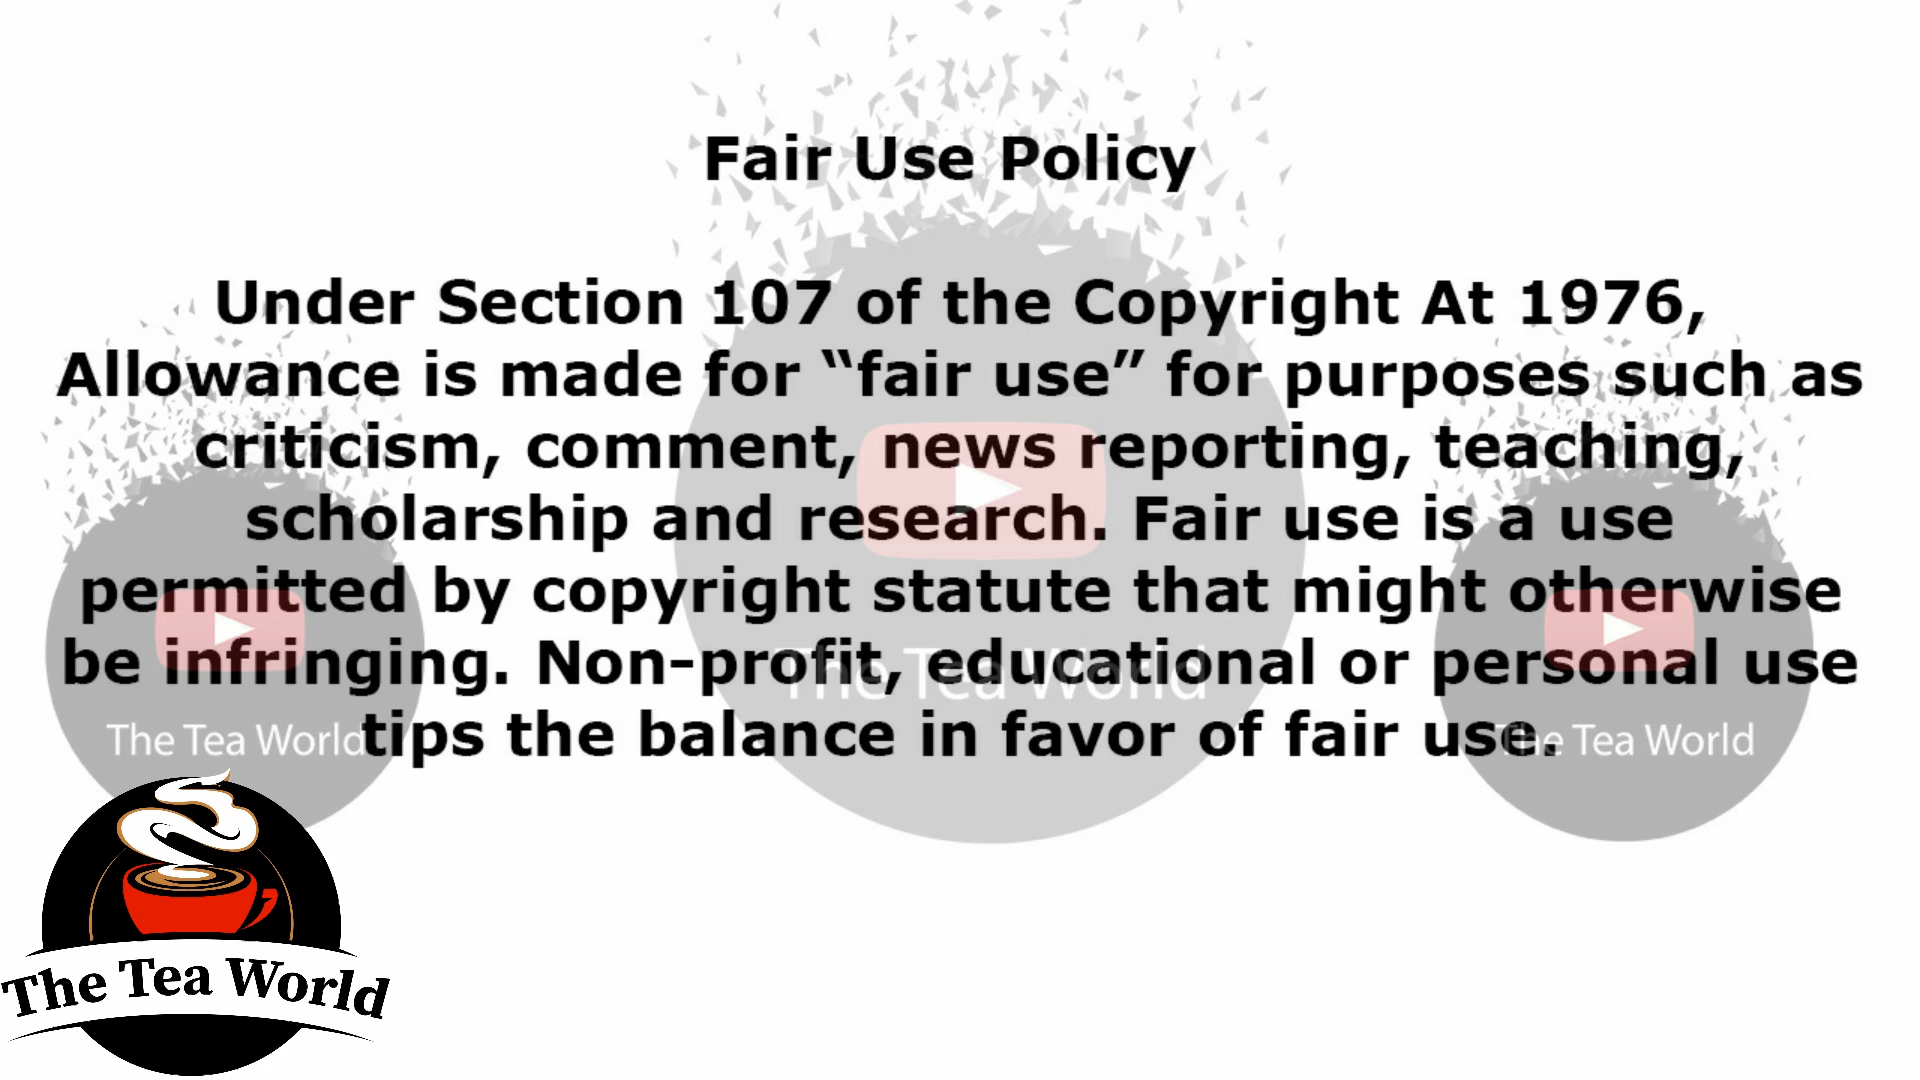 Fair Use Policy
Under Section 107 of the Copyright At 1976,
Allowance is made for “fair use” for purposes such as
criticism, comment, news reporting, teaching,
scholarship and research. Fair use is a use
permitted by copyright statute that might otherwise
be infringing. Non-profit, educational or personal use
tips the balance in favor of fair use.
The Tea World
The Tea World
The Tea World
The Tea World